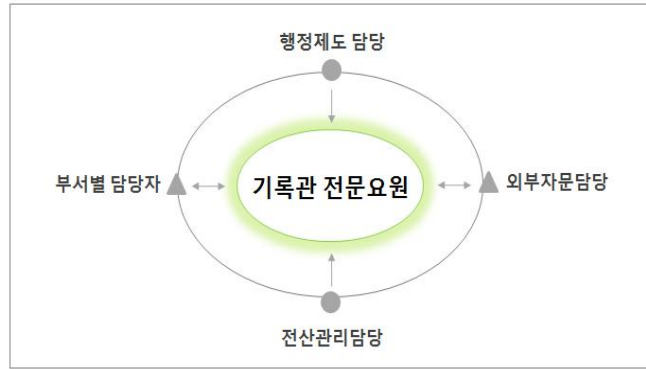 행정제도 담당
부서별 담당자
기록관 전문요원
외부자문담당
전산관리담당